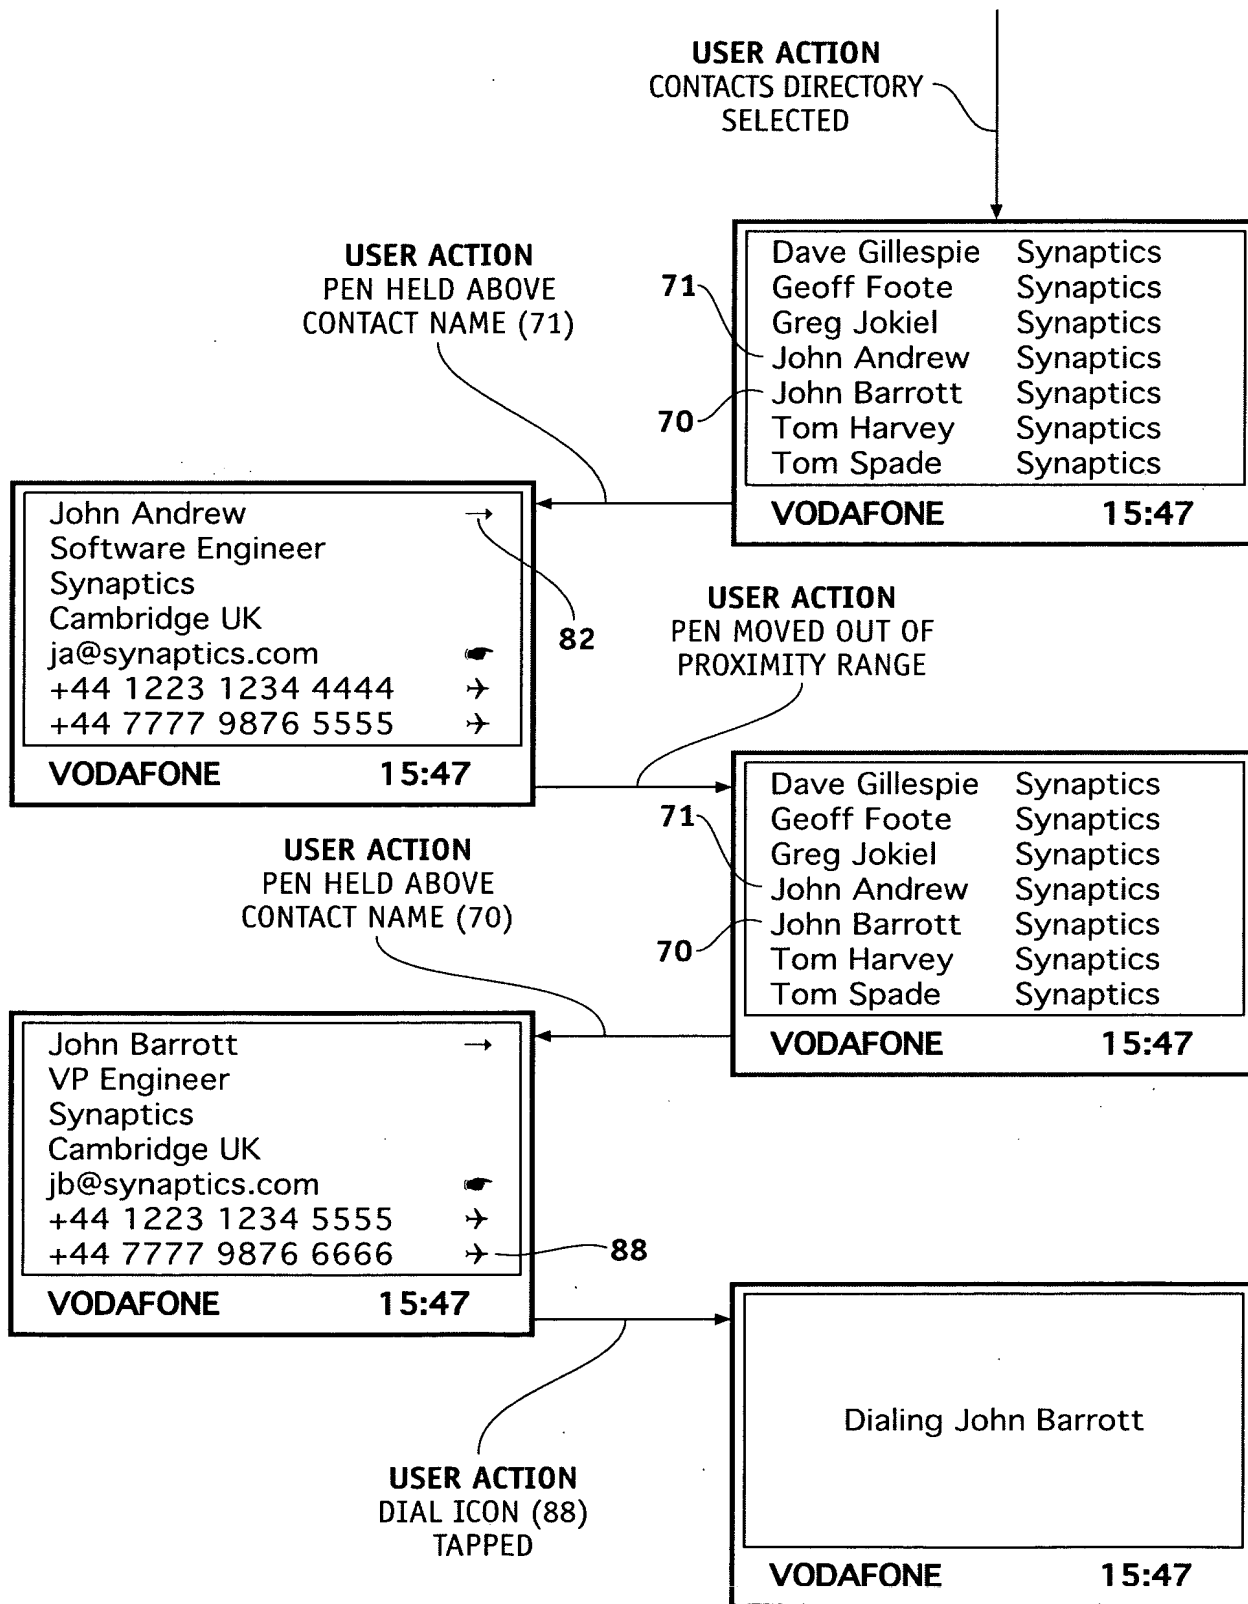 USER ACTION
CONTACTS DIRECTORY
SELECTED
USER ACTION
PEN HELD ABOVE
CONTACT NAME (71)
71
70
Dave Gillespie Synaptics
Geoff Foote Synaptics
Greg Jokiel Synaptics
John Andrew Synaptics
John Barrott Synaptics
Tom Harvey Synaptics
Tom Spade Synaptics
VODAFONE 15:47
John Andrew →
Software Engineer
Synaptics
Cambridge UK
ja@synaptics.com
+44 1223 1234 4444
+44 7777 9876 5555
VODAFONE 15:47
82
USER ACTION
PEN MOVED OUT OF
PROXIMITY RANGE
71
70
Dave Gillespie Synaptics
Geoff Foote Synaptics
Greg Jokiel Synaptics
John Andrew Synaptics
John Barrott Synaptics
Tom Harvey Synaptics
Tom Spade Synaptics
VODAFONE 15:47
USER ACTION
PEN HELD ABOVE
CONTACT NAME (70)
John Barrott →
VP Engineer
Synaptics
Cambridge UK
jb@synaptics.com
+44 1223 1234 5555
+44 7777 9876 6666
VODAFONE 15:47
88
USER ACTION
DIAL ICON (88)
TAPPED
Dialing John Barrott
VODAFONE 15:47